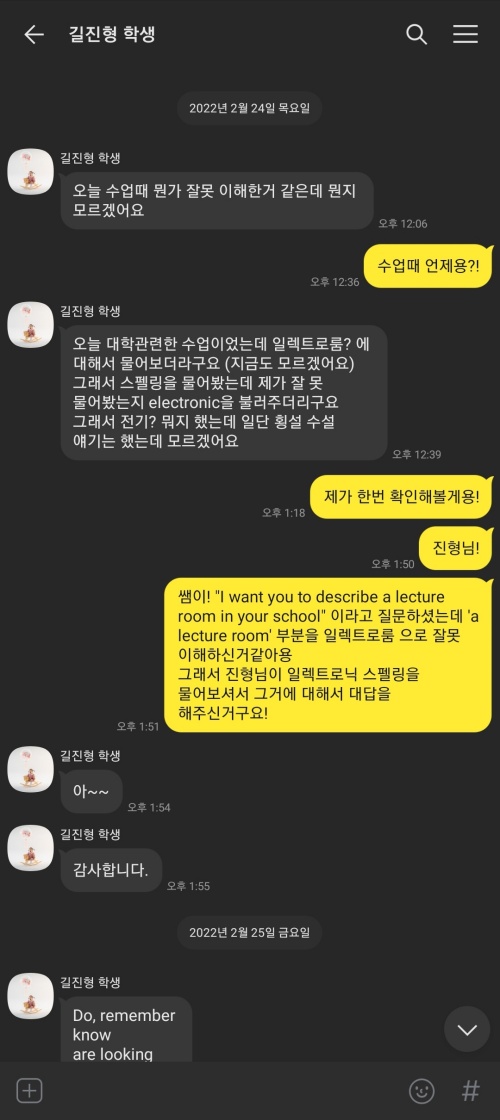 길진형 학생
2022년 2월 24일 목요일
길진형 학생
오늘 수업때 뭔가 잘못 이해한거 같은데 뭔지
모르겠어요
오후 12:06
수업때 언제용?!
오후 12:36
길진형 학생
오늘 대학관련한 수업이었는데 일렉트로룸? 에
대해서 물어보더라구요 (지금도 모르겠어요)
그래서 스펠링을 물어봤는데 제가 잘 못
물어봤는지 electronic을 불러주더리구요
그래서 전기? 뭐지 했는데 일단 횡설 수설
얘기는 했는데 모르겠어요
오후 12:39
제가 한번 확인해볼게용!
오후 1:18
진형님!
오후 1:50
쌤이! "I want you to describe a lecture
room in your school" 이라고 질문하셨는데 'a
lecture room' 부분을 일렉트로룸 으로 잘못
이해하신거같아용
그래서 진형님이 일렉트로닉 스펠링을
물어보셔서 그거에 대해서 대답을
해주신거구요!
오후 1:51
길진형 학생
아~~
오후 1:54
길진형 학생
감사합니다.
오후 1:55
2022년 2월 25일 금요일
길진형 학생
Do, remember
know
are looking